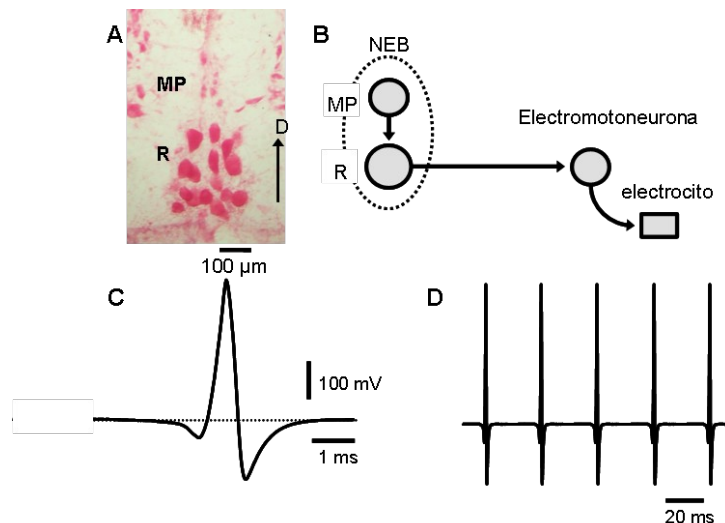 A
MP
R
D
100 µm
B
NEB
MP
R
Electromotoneurona
electrocito
C
100 mV
1 ms
D
20 ms